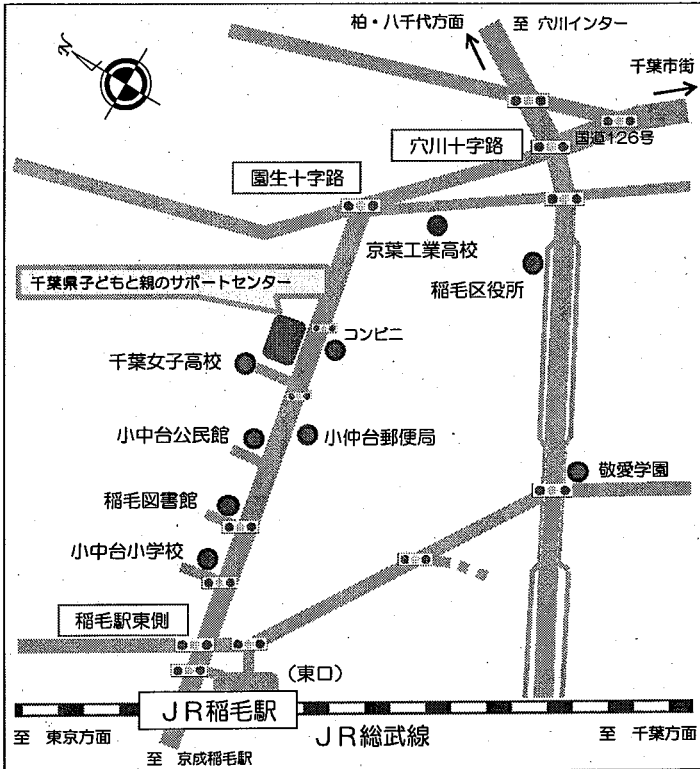 柏・八千代方面
至 穴川インター
千葉市街
N
国道126号
穴川十字路
園生十字路
京葉工業高校
稲毛区役所
千葉県子どもと親のサポートセンター
コンビニ
千葉女子高校
小中台公民館
小仲台郵便局
敬愛学園
稲毛図書館
小中台小学校
稲毛駅東側
(東口)
JR稲毛駅
至 東京方面
JR総武線
至 千葉方面
至 京成稲毛駅